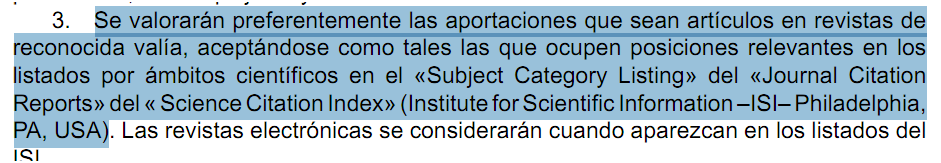 3. Se valorarán preferentemente las aportaciones que sean artículos en revistas de
reconocida valía, aceptándose como tales las que ocupen posiciones relevantes en los
listados por ámbitos científicos en el «Subject Category Listing» del «Journal Citation
Reports» del « Science Citation Index» (Institute for Scientific Information –ISI– Philadelphia,
PA, USA). Las revistas electrónicas se considerarán cuando aparezcan en los listados del
ISI